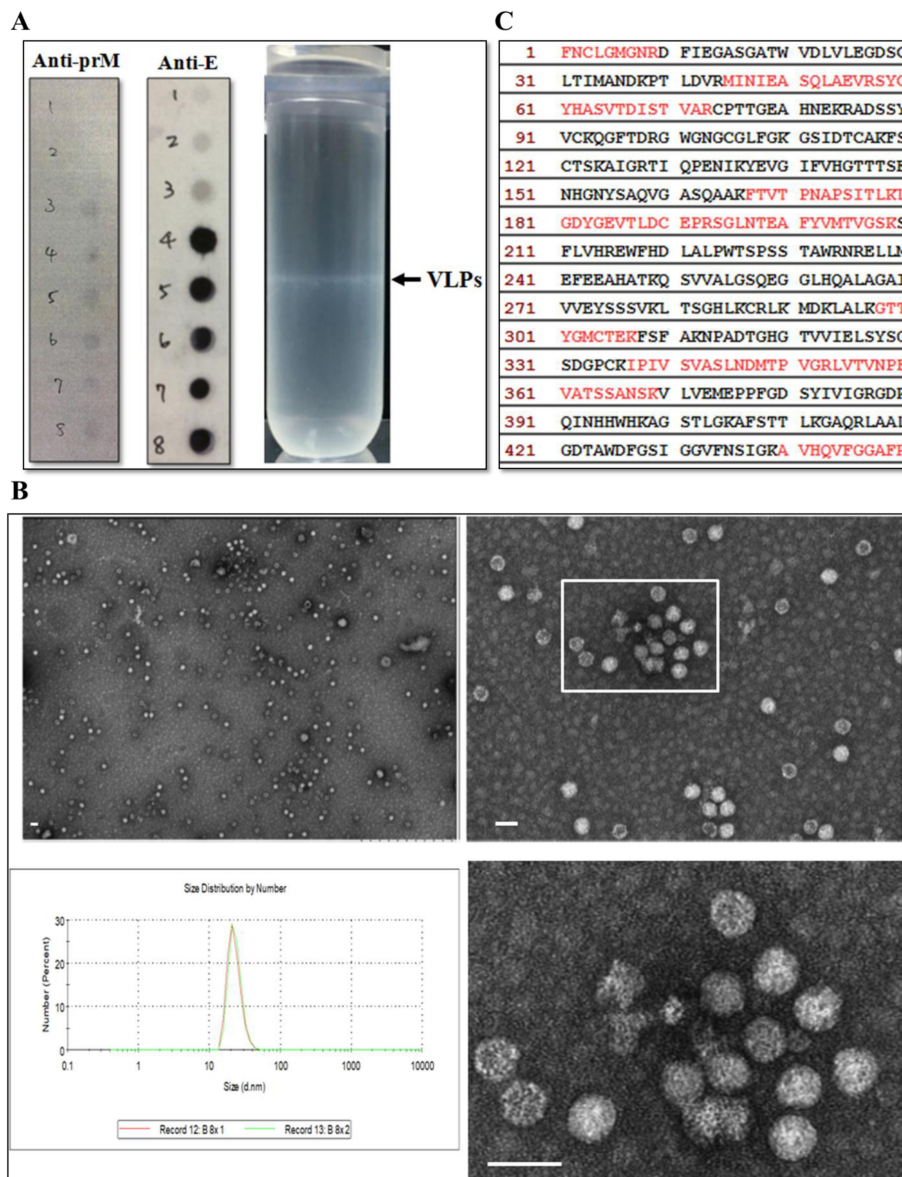 A
Anti-prM
Anti-E
1
2
3
4
5
6
7
8
1
2
3
4
5
6
7
8
VLPs
C
1 FNCLGMGNRD FIEGASGATW VDLVLEGDSC
31 LTIMANDKPT LDVRMINIEA SQLAEVRSYC
61 YHASVTDIST VARCPTTGEA HNEKRADSSY
91 VCKQGFTDRG WGNGCGLFGK GSIDTCAKFS
121 CTSKAIGRTI QPENIKYEVG IFVHGTTTSE
151 NHGNYSAQVG ASQAAKFTVT PNAPSITLKL
181 GDYGEVTLDC EPRSGLNTEA FYVMTVGSKS
211 FLVHREWFHD LALPWTSPSS TAWRNRELLM
241 EFEEAHATKQ SVVALGSQEG GLHQALAGAI
271 VVEYSSSVKL TSGHLKCRLK MDKLALKGTT
301 YGMCTEKFSF AKNPADTGHG TVVIELSYSG
331 SDGPCKIPIV SVASLNDMTP VGRLVTVNPF
361 VATSSANSKV LVEMEPPFGD SYIVIGRGDK
391 QINHHWHKAG STLGKAFSTT LKGAQRLAAL
421 GDTAWDFGSI GGVFNSIGKA VHQVFGGAFR
B
Size Distribution by Number
Number (Percent)
30
20
10
0
0.1 1 10 100 1000 10000
Size (d.nm)
Record 12: B 8x 1 Record 13: B 8x 2